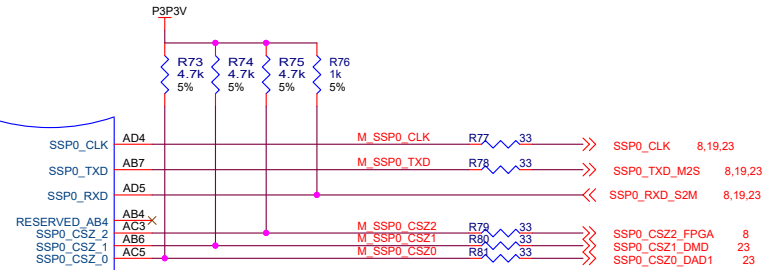 P3P3V
R73 R74 R75 R76
4.7k 4.7k 4.7k 1k
5% 5% 5% 5%
SSP0_CLK AD4 M_SSP0_CLK R77 33 SSP0_CLK 8,19,23
SSP0_TXD AB7 M_SSP0_TXD R78 33 SSP0_TXD_M2S 8,19,23
SSP0_RXD AD5 SSP0_RXD_S2M 8,19,23
RESERVED_AB4 AB4
SSP0_CSZ_2 AC3 M_SSP0_CSZ2 R79 33 SSP0_CSZ2_FPGA 8
SSP0_CSZ_1 AB6 M_SSP0_CSZ1 R80 33 SSP0_CSZ1_DMD 23
SSP0_CSZ_0 AC5 M_SSP0_CSZ0 R81 33 SSP0_CSZ0_DAD1 23